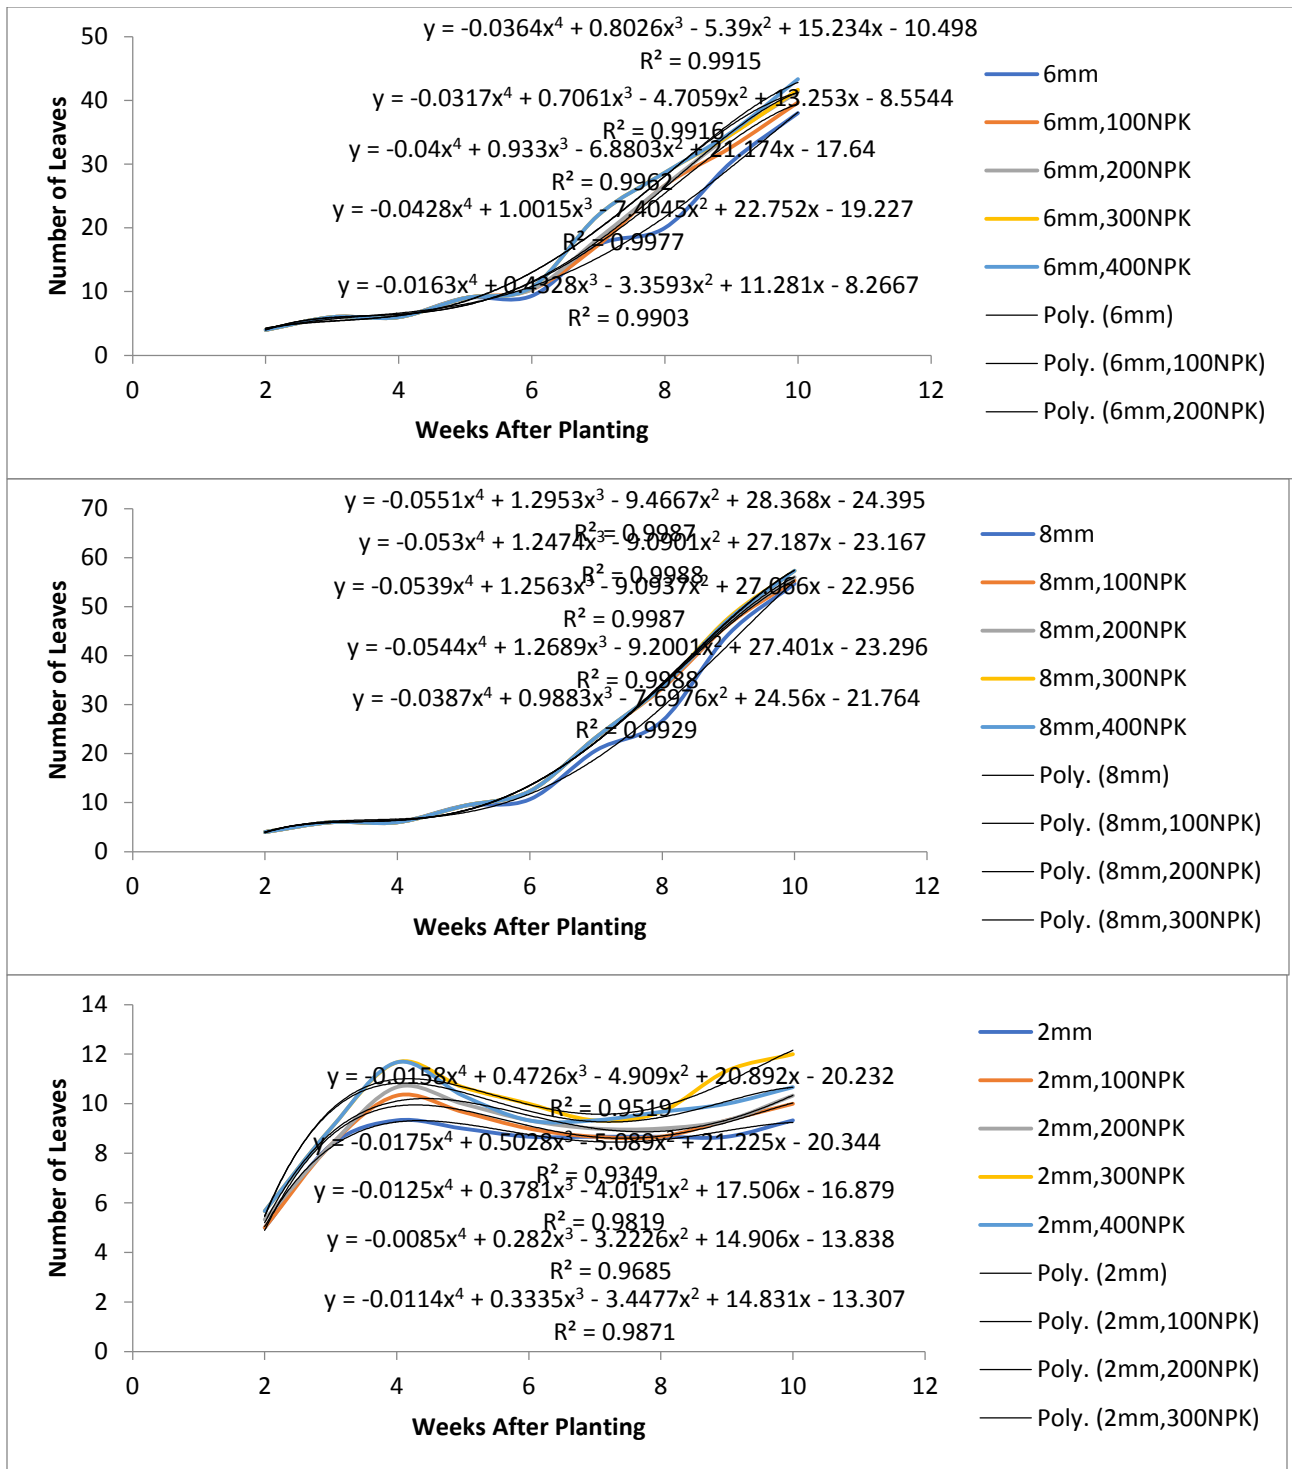 y = -0.0364x⁴ + 0.8026x³ - 5.39x² + 15.234x - 10.498
R² = 0.9915
y = -0.0317x⁴ + 0.7061x³ - 4.7059x² + 13.253x - 8.5544
R² = 0.9916
y = -0.04x⁴ + 0.933x³ - 6.8803x² + 21.174x - 17.64
R² = 0.9962
y = -0.0428x⁴ + 1.0015x³ - 7.4045x² + 22.752x - 19.227
R² = 0.9977
y = -0.0163x⁴ + 0.4328x³ - 3.3593x² + 11.281x - 8.2667
R² = 0.9903
50
40
30
20
10
0
0 2 4 6 8 10 12
Number of Leaves
Weeks After Planting
6mm
6mm,100NPK
6mm,200NPK
6mm,300NPK
6mm,400NPK
Poly. (6mm)
Poly. (6mm,100NPK)
Poly. (6mm,200NPK)
y = -0.0551x⁴ + 1.2953x³ - 9.4667x² + 28.368x - 24.395
R² = 0.9987
y = -0.053x⁴ + 1.2474x³ - 9.0901x² + 27.187x - 23.167
R² = 0.9988
y = -0.0539x⁴ + 1.2563x³ - 9.0937x² + 27.066x - 22.956
R² = 0.9987
y = -0.0544x⁴ + 1.2689x³ - 9.2001x² + 27.401x - 23.296
R² = 0.9988
y = -0.0387x⁴ + 0.9883x³ - 7.6976x² + 24.56x - 21.764
R² = 0.9929
70
60
50
40
30
20
10
0
0 2 4 6 8 10 12
Number of Leaves
Weeks After Planting
8mm
8mm,100NPK
8mm,200NPK
8mm,300NPK
8mm,400NPK
Poly. (8mm)
Poly. (8mm,100NPK)
Poly. (8mm,200NPK)
Poly. (8mm,300NPK)
y = -0.0158x⁴ + 0.4726x³ - 4.909x² + 20.892x - 20.232
R² = 0.9519
y = -0.0175x⁴ + 0.5028x³ - 5.089x² + 21.225x - 20.344
R² = 0.9349
y = -0.0125x⁴ + 0.3781x³ - 4.0151x² + 17.506x - 16.879
R² = 0.9819
y = -0.0085x⁴ + 0.282x³ - 3.2226x² + 14.906x - 13.838
R² = 0.9685
y = -0.0114x⁴ + 0.3335x³ - 3.4477x² + 14.831x - 13.307
R² = 0.9871
14
12
10
8
6
4
2
0
0 2 4 6 8 10 12
Number of Leaves
Weeks After Planting
2mm
2mm,100NPK
2mm,200NPK
2mm,300NPK
2mm,400NPK
Poly. (2mm)
Poly. (2mm,100NPK)
Poly. (2mm,200NPK)
Poly. (2mm,300NPK)